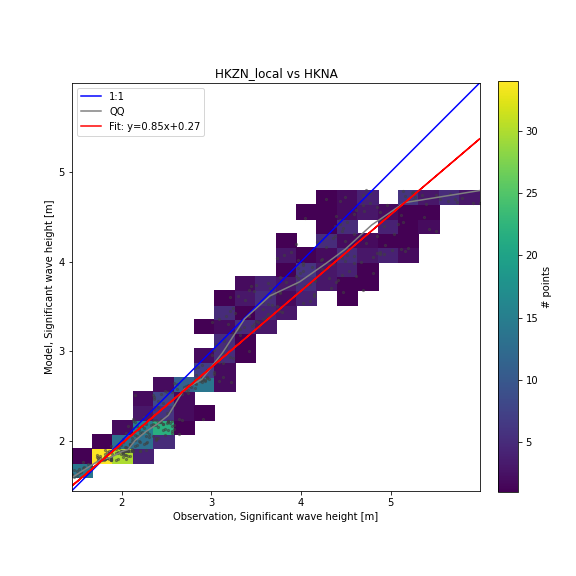 HKZN_local vs HKNA
1:1
QQ
Fit: y=0.85x+0.27
Model, Significant wave height [m]
5
4
3
2
2
3
4
5
Observation, Significant wave height [m]
30
25
20
15
10
5
# points